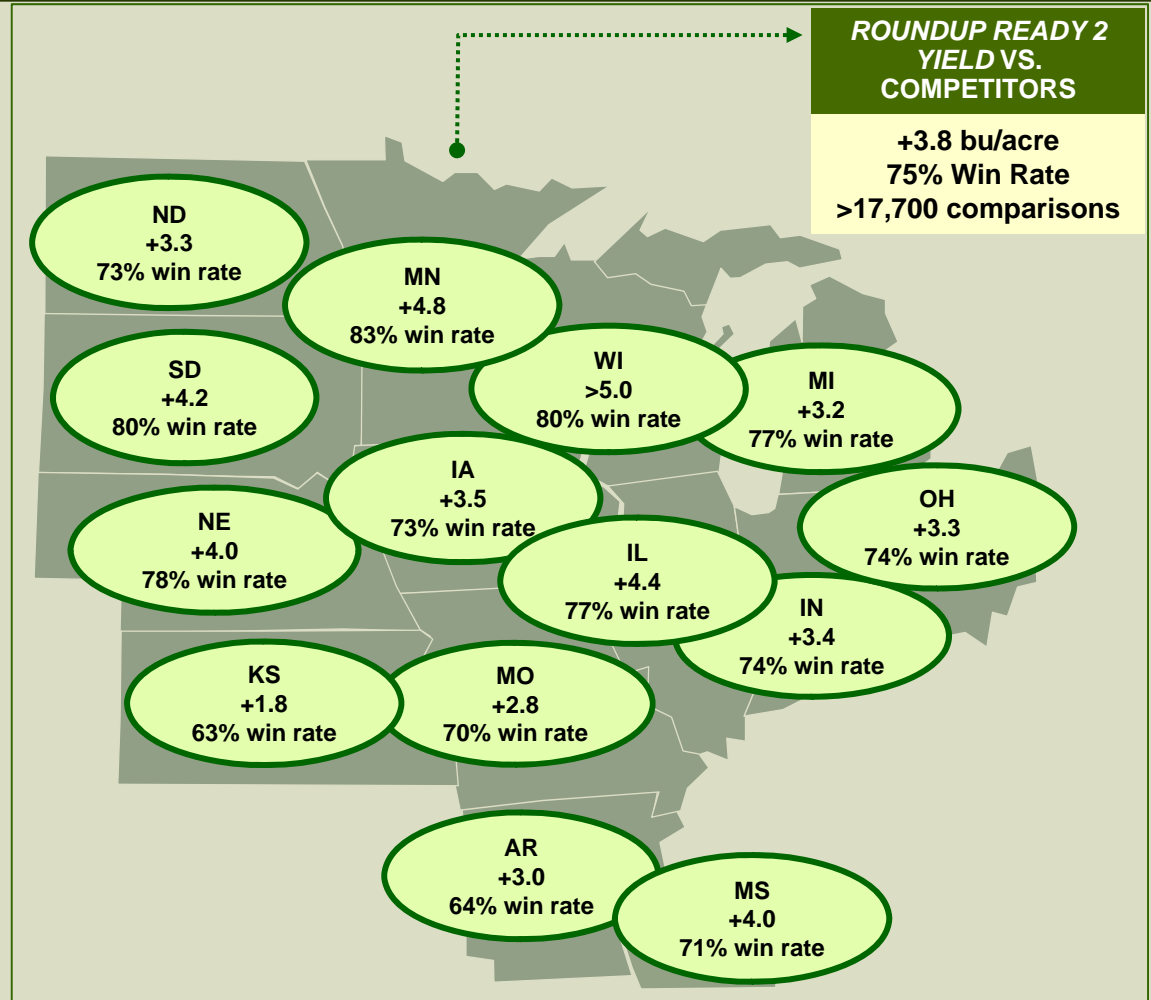 ROUNDUP READY 2
YIELD VS.
COMPETITORS
+3.8 bu/acre
75% Win Rate
>17,700 comparisons
ND
+3.3
73% win rate
MN
+4.8
83% win rate
WI
>5.0
80% win rate
MI
+3.2
77% win rate
SD
+4.2
80% win rate
IA
+3.5
73% win rate
OH
+3.3
74% win rate
NE
+4.0
78% win rate
IL
+4.4
77% win rate
IN
+3.4
74% win rate
KS
+1.8
63% win rate
MO
+2.8
70% win rate
AR
+3.0
64% win rate
MS
+4.0
71% win rate